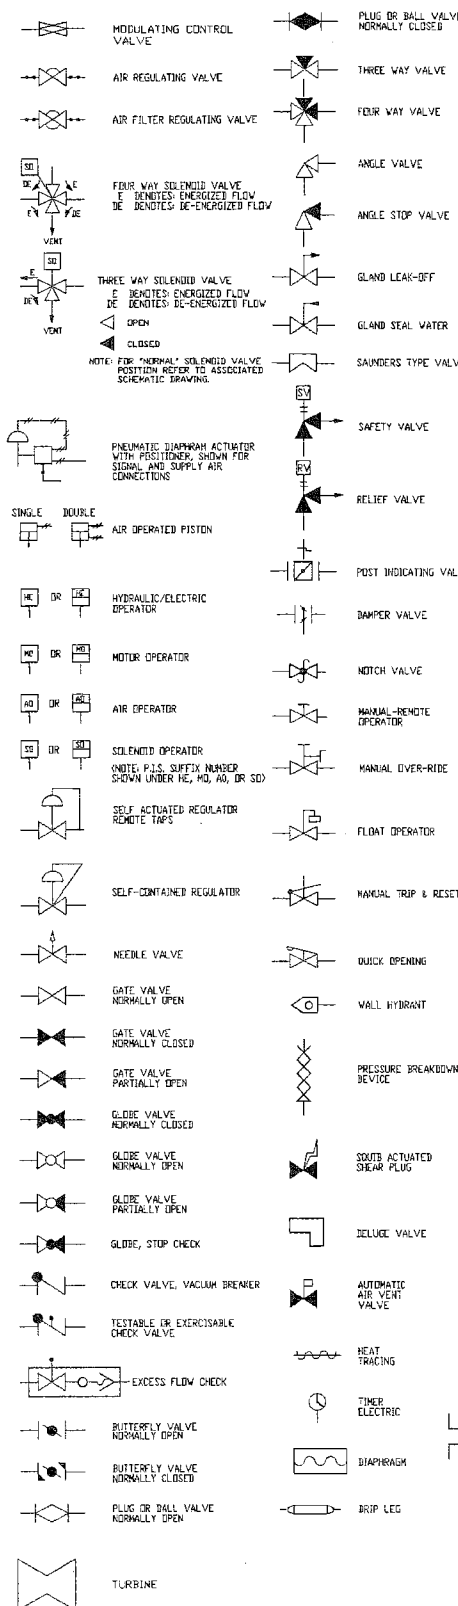 MODULATING CONTROL
VALVE
AIR REGULATING VALVE
AIR FILTER REGULATING VALVE
SO
DE
E
E
DE
VENT
FOUR WAY SOLENOID VALVE
E DENOTES: ENERGIZED FLOW
DE DENOTES: DE-ENERGIZED FLOW
SO
E
DE
VENT
THREE WAY SOLENOID VALVE
E DENOTES: ENERGIZED FLOW
DE DENOTES: DE-ENERGIZED FLOW
OPEN
CLOSED
NOTE: FOR "NORMAL" SOLENOID VALVE
POSITION REFER TO ASSOCIATED
SCHEMATIC DRAWING.
PNEUMATIC DIAPHRAM ACTUATOR
WITH POSITIONER, SHOWN FOR
SIGNAL AND SUPPLY AIR
CONNECTIONS
SINGLE DOUBLE
AIR OPERATED PISTON
HE OR HE
HYDRAULIC/ELECTRIC
OPERATOR
MO OR MO
MOTOR OPERATOR
AO OR AO
AIR OPERATOR
SO OR SO
SOLENOID OPERATOR
(NOTE: P.I.S. SUFFIX NUMBER
SHOWN UNDER HE, MO, AO, OR SO)
SELF ACTUATED REGULATOR
REMOTE TAPS
SELF-CONTAINED REGULATOR
NEEDLE VALVE
GATE VALVE
NORMALLY OPEN
GATE VALVE
NORMALLY CLOSED
GATE VALVE
PARTIALLY OPEN
GLOBE VALVE
NORMALLY CLOSED
GLOBE VALVE
NORMALLY OPEN
GLOBE VALVE
PARTIALLY OPEN
GLOBE, STOP CHECK
CHECK VALVE, VACUUM BREAKER
TESTABLE OR EXERCISABLE
CHECK VALVE
EXCESS FLOW CHECK
BUTTERFLY VALVE
NORMALLY OPEN
BUTTERFLY VALVE
NORMALLY CLOSED
PLUG OR BALL VALVE
NORMALLY OPEN
TURBINE
PLUG OR BALL VALVE
NORMALLY CLOSED
THREE WAY VALVE
FOUR WAY VALVE
ANGLE VALVE
ANGLE STOP VALVE
GLAND LEAK-OFF
GLAND SEAL WATER
SAUNDERS TYPE VALV
SV
SAFETY VALVE
RV
RELIEF VALVE
POST INDICATING VAL
DAMPER VALVE
NOTCH VALVE
MANUAL-REMOTE
OPERATOR
MANUAL OVER-RIDE
FLOAT OPERATOR
MANUAL TRIP & RESET
QUICK OPENING
WALL HYDRANT
PRESSURE BREAKDOWN
DEVICE
SQUIB ACTUATED
SHEAR PLUG
DELUGE VALVE
AUTOMATIC
AIR VENT
VALVE
HEAT
TRACING
TIMER
ELECTRIC
DIAPHRAGM
DRIP LEG